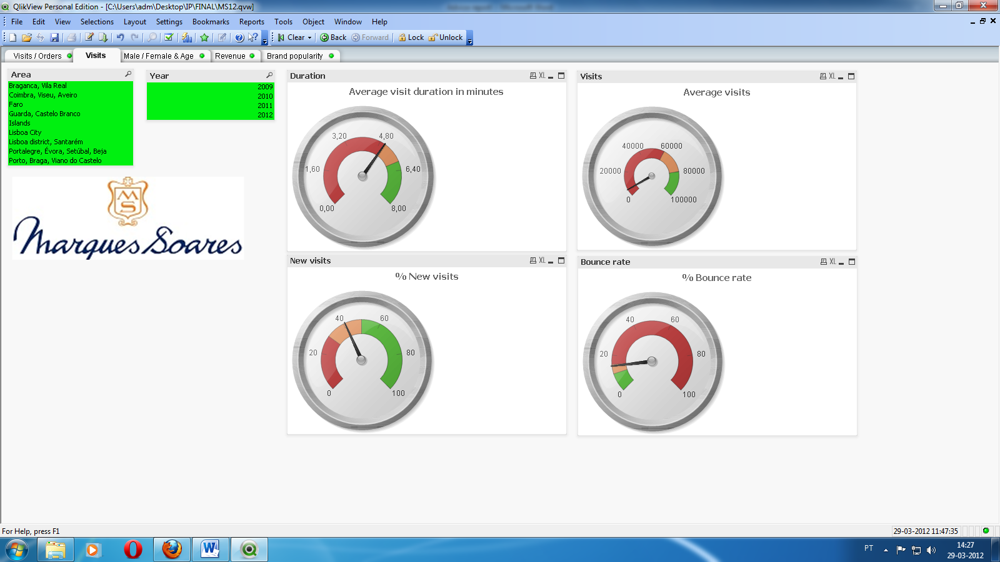 QlikView Personal Edition - [C:\Users\adm\Desktop\IP\FINAL\MS12.qvw]
File Edit View Selections Layout Settings Bookmarks Reports Tools Object Window Help
Clear Back Forward Lock Unlock
Visits / Orders Visits Male / Female & Age Revenue Brand popularity
Area
Braganca, Vila Real
Coimbra, Viseu, Aveiro
Faro
Guarda, Castelo Branco
Islands
Lisboa City
Lisboa district, Santarém
Portalegre, Évora, Setúbal, Beja
Porto, Braga, Viano do Castelo
Year
2009
2010
2011
2012
MS
Marques Soares
Duration XL
Average visit duration in minutes
3,20 4,80
1,60 6,40
0,00 8,00
Visits XL
Average visits
40000 60000
20000 80000
0 100000
New visits XL
% New visits
40 60
20 80
0 100
Bounce rate XL
% Bounce rate
40 60
20 80
0 100
For Help, press F1
29-03-2012 11:47:35
PT
14:27
29-03-2012